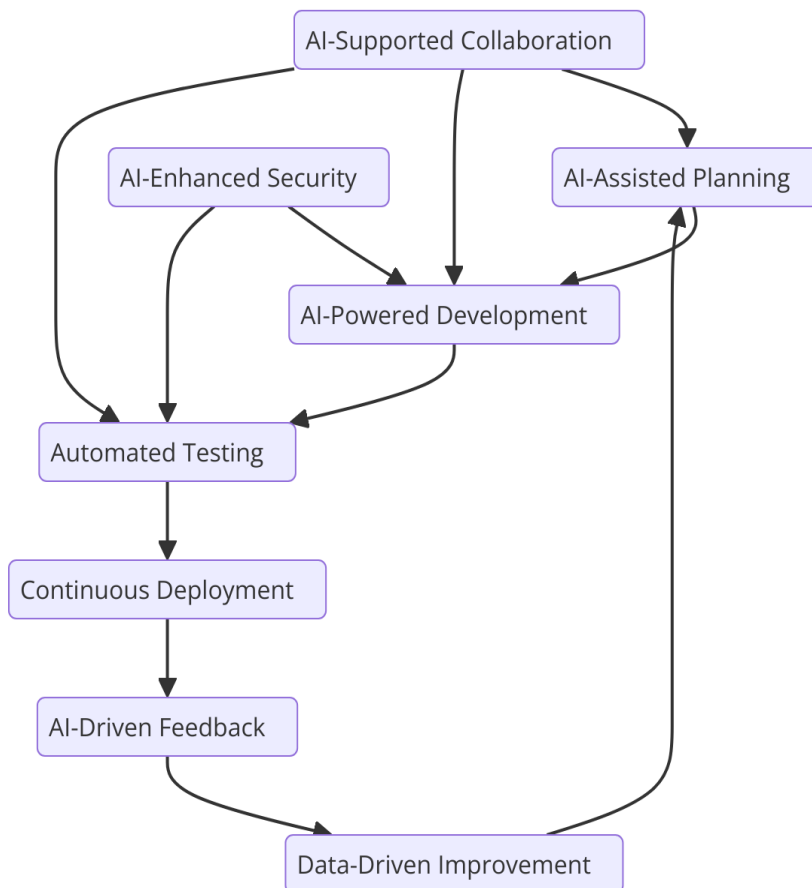 AI-Supported Collaboration
AI-Enhanced Security
AI-Assisted Planning
AI-Powered Development
Automated Testing
Continuous Deployment
AI-Driven Feedback
Data-Driven Improvement